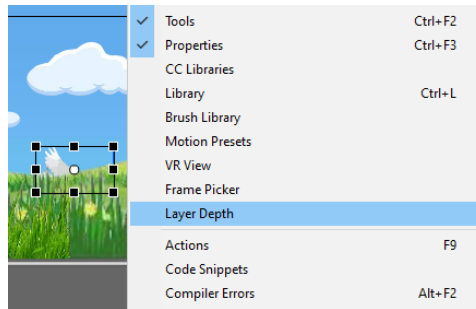 Tools Ctrl+F2
Properties Ctrl+F3
CC Libraries
Library Ctrl+L
Brush Library
Motion Presets
VR View
Frame Picker
Layer Depth
Actions F9
Code Snippets
Compiler Errors Alt+F2